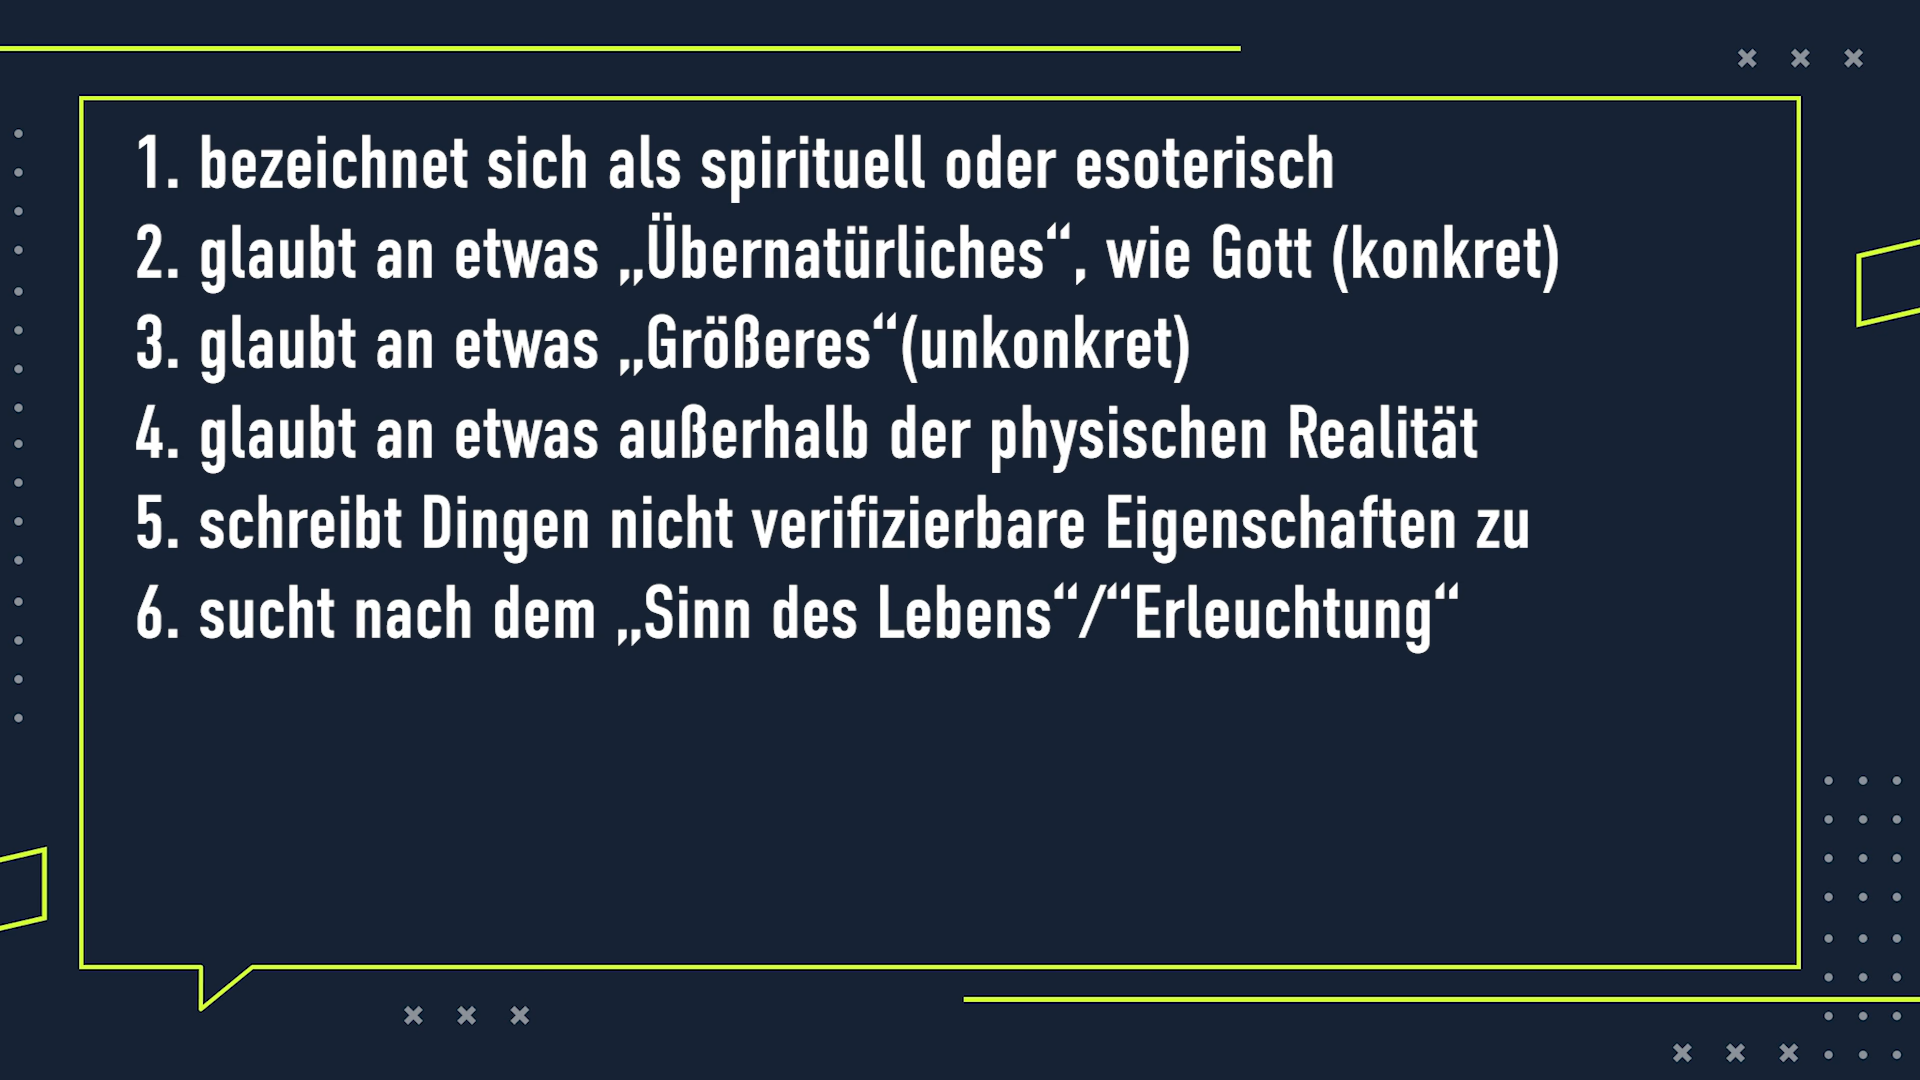 1. bezeichnet sich als spirituell oder esoterisch
2. glaubt an etwas „Übernatürliches“, wie Gott (konkret)
3. glaubt an etwas „Größeres“(unkonkret)
4. glaubt an etwas außerhalb der physischen Realität
5. schreibt Dingen nicht verifizierbare Eigenschaften zu
6. sucht nach dem „Sinn des Lebens“/“Erleuchtung“